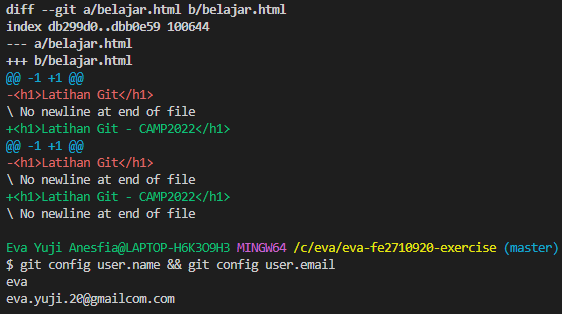 diff --git a/belajar.html b/belajar.html
index db299d0..dbb0e59 100644
--- a/belajar.html
+++ b/belajar.html
@@ -1 +1 @@
-<h1>Latihan Git</h1>
\ No newline at end of file
+<h1>Latihan Git - CAMP2022</h1>
@@ -1 +1 @@
-<h1>Latihan Git</h1>
\ No newline at end of file
+<h1>Latihan Git - CAMP2022</h1>
\ No newline at end of file
Eva Yuji Anesfia@LAPTOP-H6K3O9H3 MINGW64 /c/eva/eva-fe2710920-exercise (master)
$ git config user.name && git config user.email
eva
eva.yuji.20@gmailcom.com